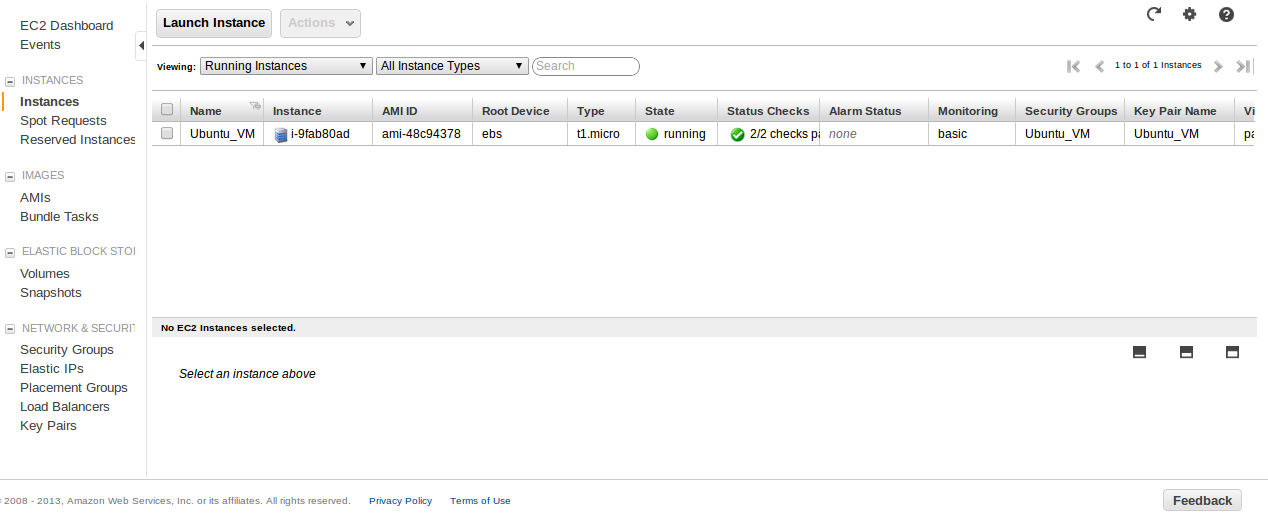 EC2 Dashboard
Events
INSTANCES
Instances
Spot Requests
Reserved Instances
IMAGES
AMIs
Bundle Tasks
ELASTIC BLOCK STO
Volumes
Snapshots
NETWORK & SECURIT
Security Groups
Elastic IPs
Placement Groups
Load Balancers
Key Pairs
Launch Instance Actions
Viewing: Running Instances All Instance Types Search 1 to 1 of 1 Instances
Name Instance AMI ID Root Device Type State Status Checks Alarm Status Monitoring Security Groups Key Pair Name Vi
Ubuntu_VM i-9fab80ad ami-48c94378 ebs t1.micro running 2/2 checks pa none basic Ubuntu_VM Ubuntu_VM pa
No EC2 Instances selected.
Select an instance above
© 2008 - 2013, Amazon Web Services, Inc. or its affiliates. All rights reserved. Privacy Policy Terms of Use Feedback